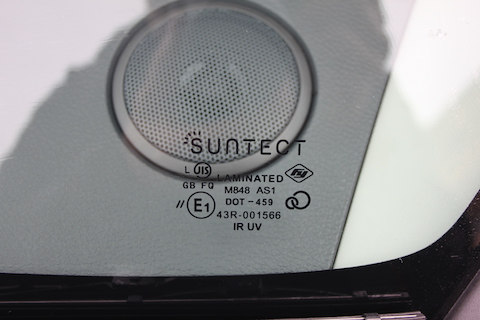 SUNTECT
L JIS LAMINATED
GB FQ M848 AS1
// E1 DOT-459
43R-001566
IR UV